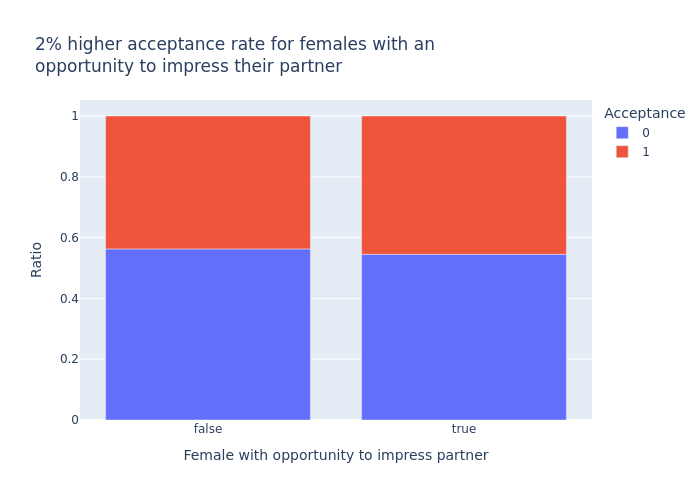 2% higher acceptance rate for females with an
opportunity to impress their partner
Acceptance
0
1
1
0.8
0.6
0.4
0.2
0
Ratio
false
true
Female with opportunity to impress partner